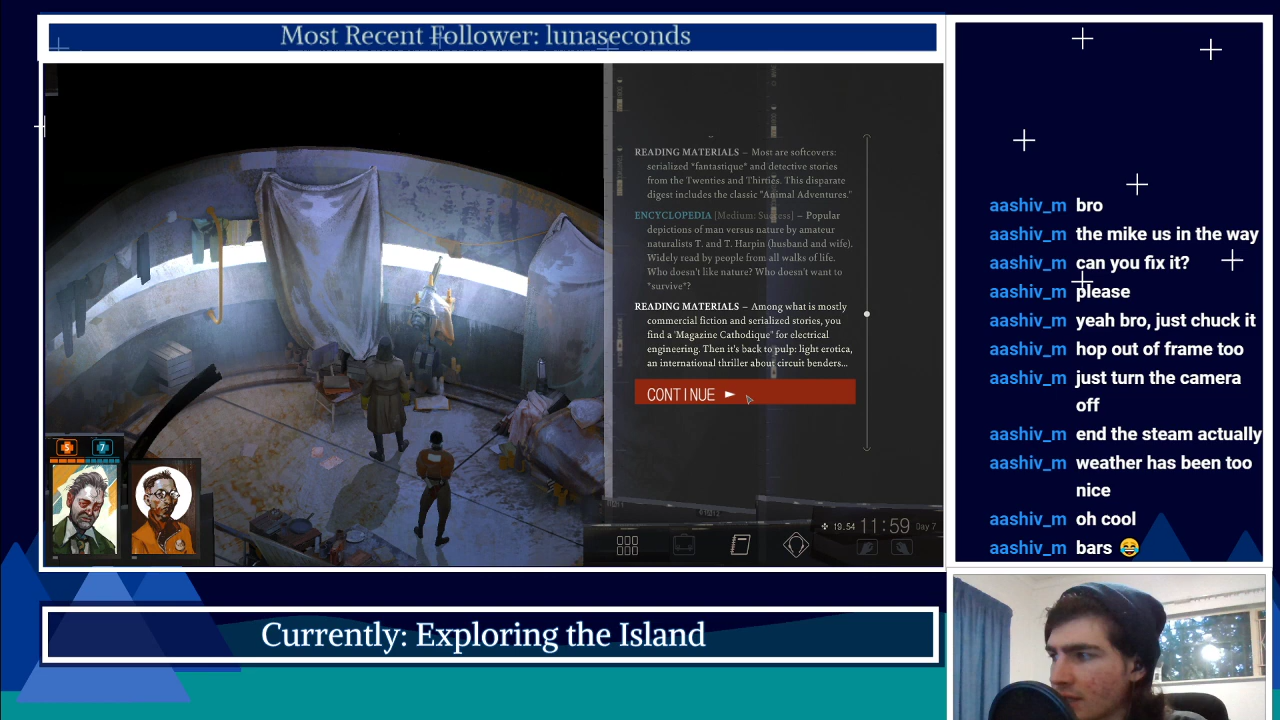 Most Recent Follower: lunaseconds
READING MATERIALS – Most are softcovers:
serialized *fantastique* and detective stories
from the Twenties and Thirties. This disparate
digest includes the classic "Animal Adventures."
ENCYCLOPEDIA [Medium: Success] – Popular
depictions of man versus nature by amateur
naturalists T. and T. Harpin (husband and wife).
Widely read by people from all walks of life.
Who doesn't like nature? Who doesn't want to
*survive*?
READING MATERIALS – Among what is mostly
commercial fiction and serialized stories, you
find a 'Magazine Cathodique" for electrical
engineering. Then it's back to pulp: light erotica,
an international thriller about circuit benders...
CONTINUE ►
5 7
19.54 11:59 Day 7
Currently: Exploring the Island
aashiv_m bro
aashiv_m the mike us in the way
aashiv_m can you fix it?
aashiv_m please
aashiv_m yeah bro, just chuck it
aashiv_m hop out of frame too
aashiv_m just turn the camera
off
aashiv_m end the steam actually
aashiv_m weather has been too
nice
aashiv_m oh cool
aashiv_m bars 😂